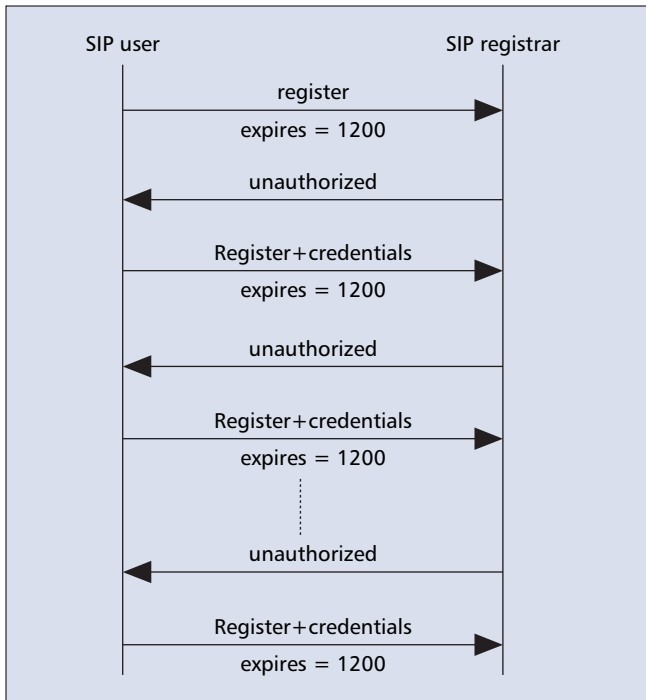 SIP user
SIP registrar
register
expires = 1200
unauthorized
Register+credentials
expires = 1200
unauthorized
Register+credentials
expires = 1200
unauthorized
Register+credentials
expires = 1200